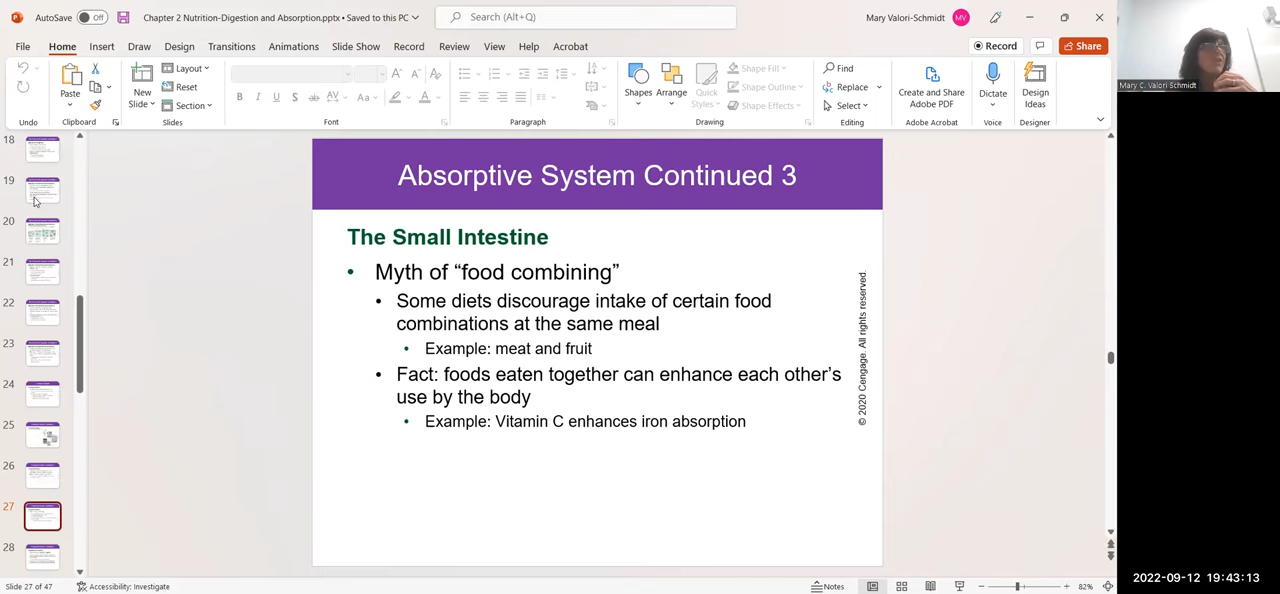 AutoSave Off Chapter 2 Nutrition-Digestion and Absorption.pptx • Saved to this PC Search (Alt+Q) Mary Valori-Schmidt MV
File Home Insert Draw Design Transitions Animations Slide Show Record Review View Help Acrobat Record Share
Paste New Slide Layout Reset Section Shapes Arrange Quick Styles Shape Fill Shape Outline Shape Effects Find Replace Select Create and Share Adobe PDF Dictate Design Ideas
Undo Clipboard Slides Font Paragraph Drawing Editing Adobe Acrobat Voice Designer
Mary C. Valori-Schmidt
18
19
20
21
22
23
24
25
26
27
28
Absorptive System Continued 3
The Small Intestine
• Myth of “food combining”
• Some diets discourage intake of certain food
combinations at the same meal
• Example: meat and fruit
• Fact: foods eaten together can enhance each other’s
use by the body
• Example: Vitamin C enhances iron absorption
© 2020 Cengage. All rights reserved.
Slide 27 of 47 Accessibility: Investigate Notes 82%
2022-09-12 19:43:13